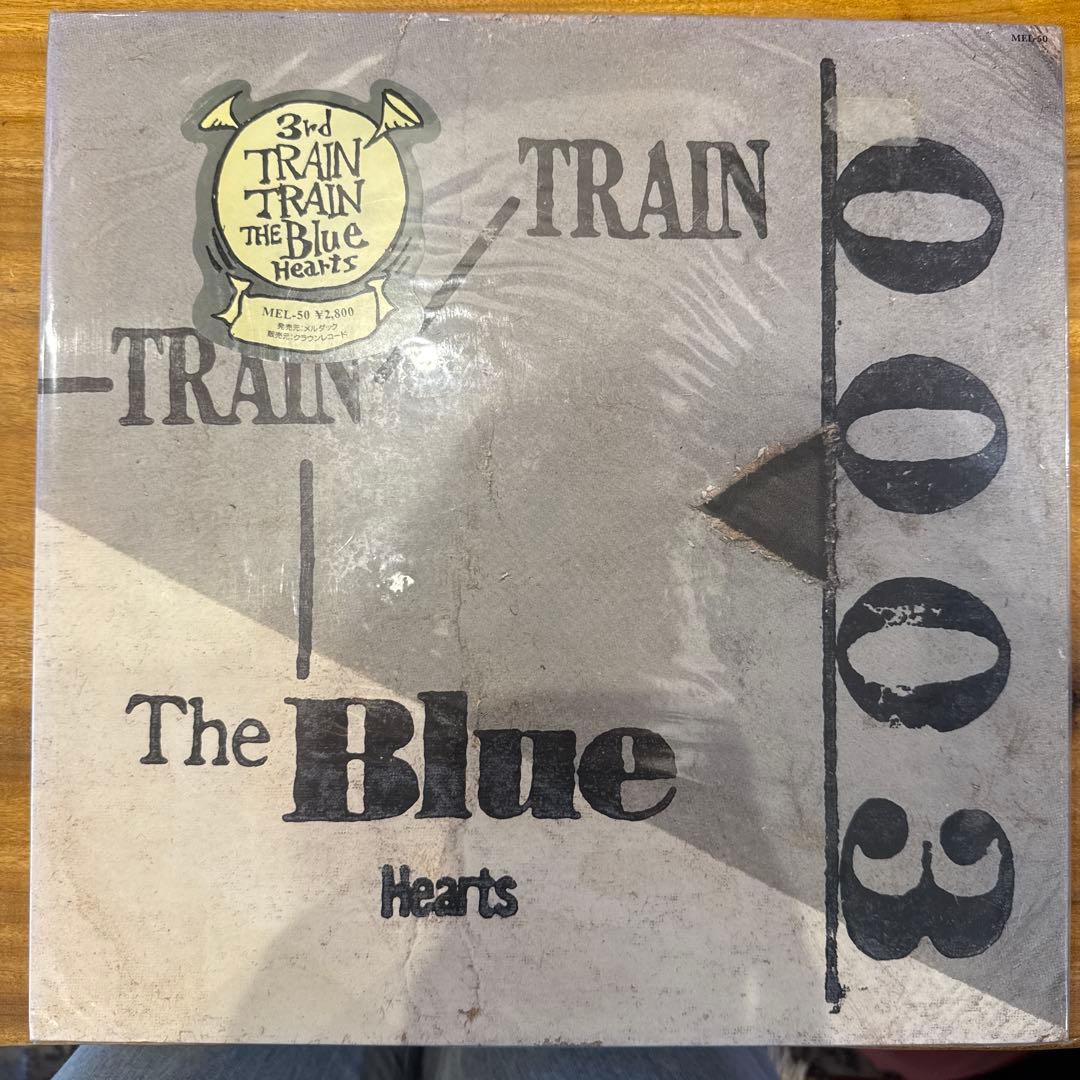 MEL-50
3rd
TRAIN
TRAIN
THE Blue
Hearts
MEL-50 ¥2,800
発売元:メルダック
販売元:クラウンレコード
TRAIN
TRAIN
The Blue
Hearts
3000